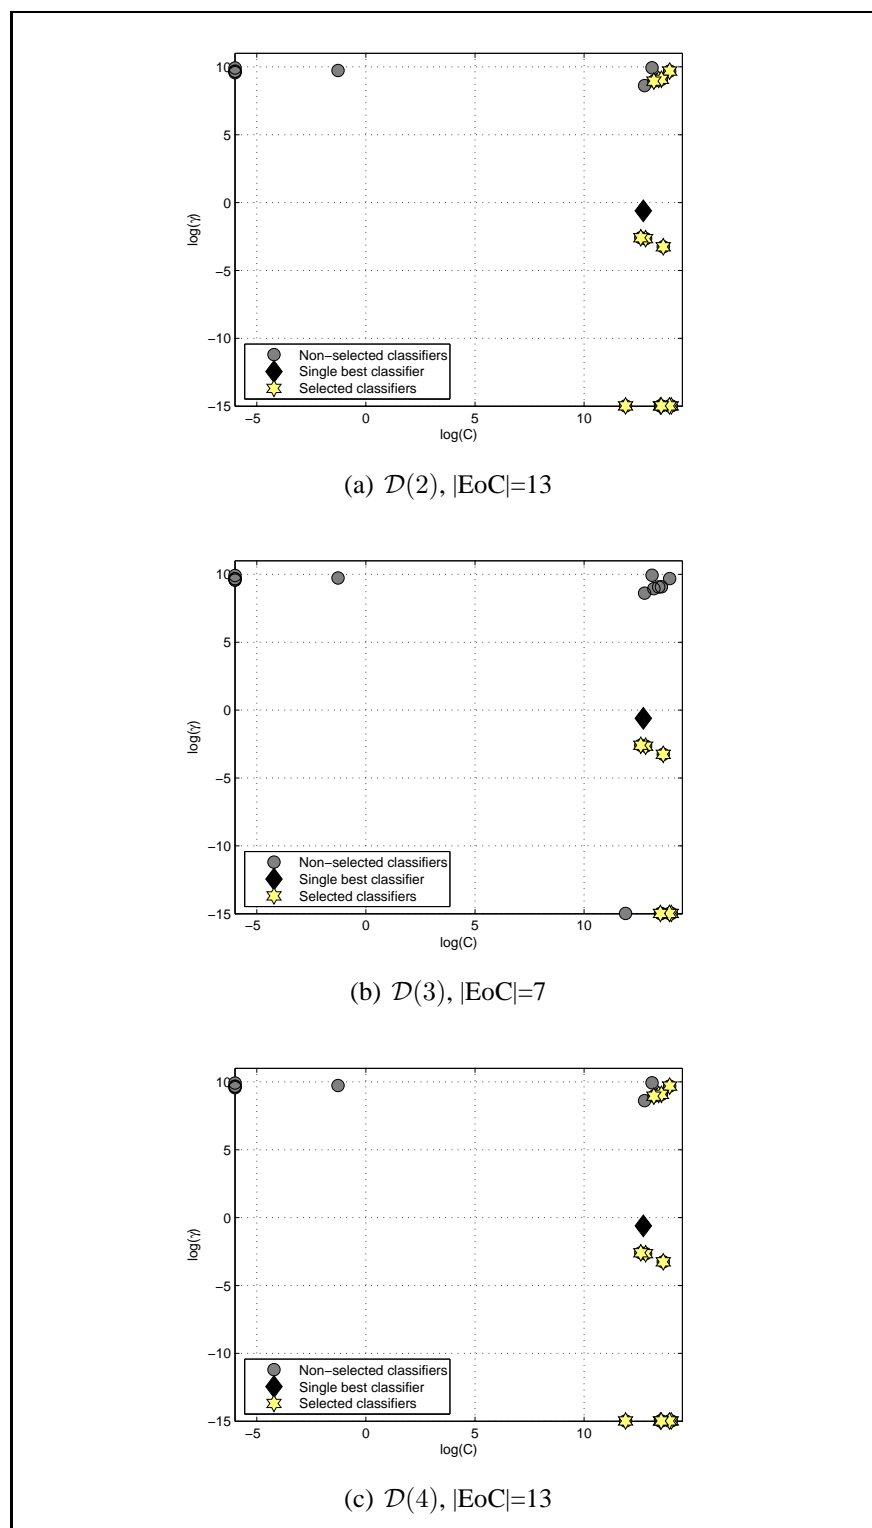 10
5
0
−5
−10
−15
log(γ)
−5 0 5 10
log(C)
Non−selected classifiers
Single best classifier
Selected classifiers
(a) D(2), |EoC|=13
10
5
0
−5
−10
−15
log(γ)
−5 0 5 10
log(C)
Non−selected classifiers
Single best classifier
Selected classifiers
(b) D(3), |EoC|=7
10
5
0
−5
−10
−15
log(γ)
−5 0 5 10
log(C)
Non−selected classifiers
Single best classifier
Selected classifiers
(c) D(4), |EoC|=13